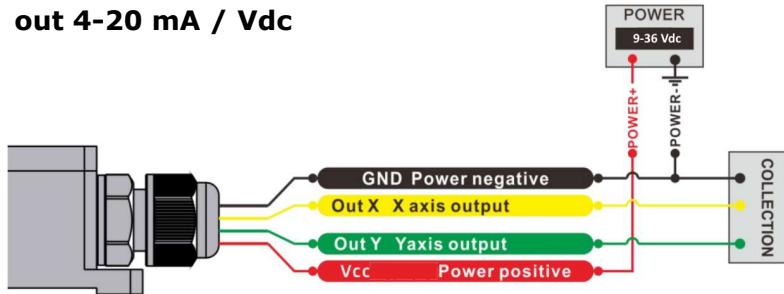 out 4-20 mA / Vdc
POWER
9-36 Vdc
POWER+
POWER-
GND Power negative
Out X X axis output
Out Y Yaxis output
Vcc Power positive
COLLECTION